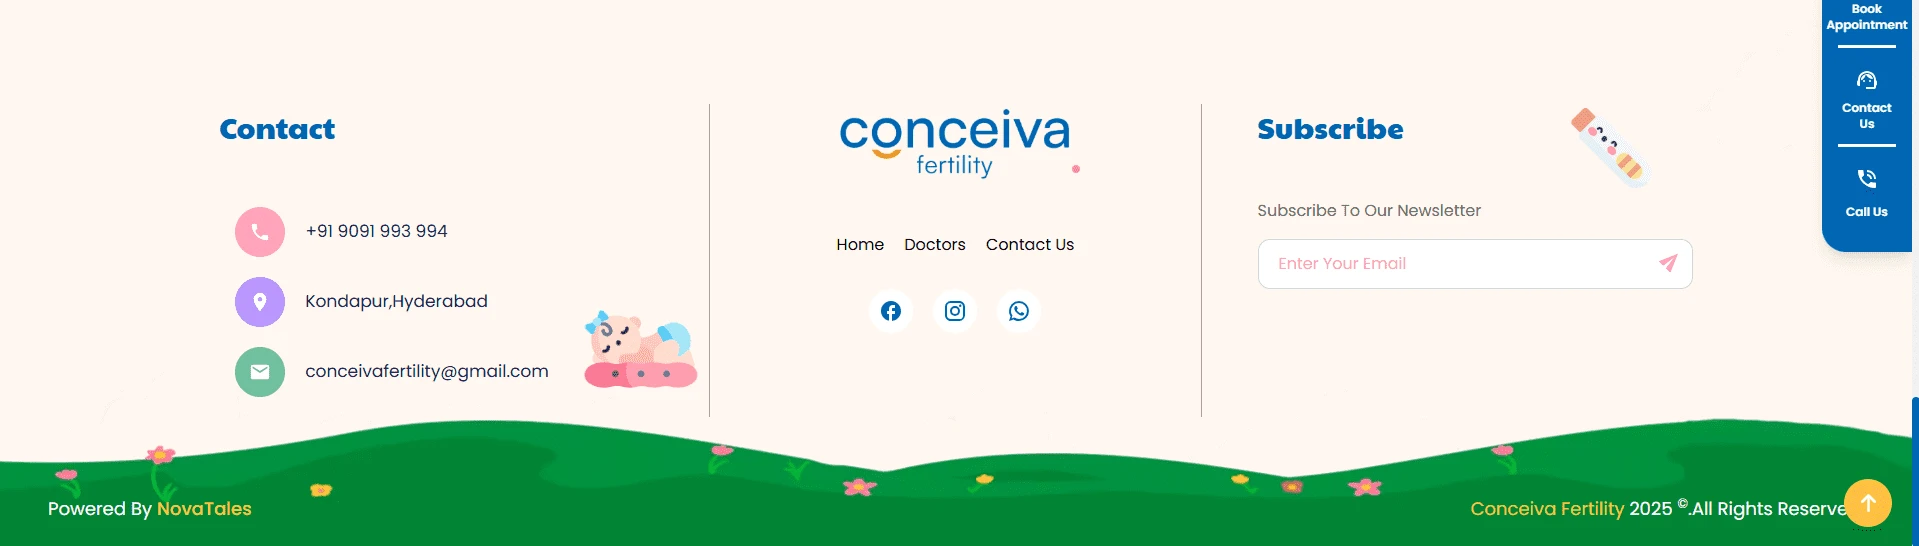 Book
Appointment
Contact
Us
Call Us
Contact
+91 9091 993 994
Kondapur,Hyderabad
conceivafertility@gmail.com
conceiva
fertility
Home Doctors Contact Us
Subscribe
Subscribe To Our Newsletter
Enter Your Email
Powered By NovaTales
Conceiva Fertility 2025 ©.All Rights Reserve